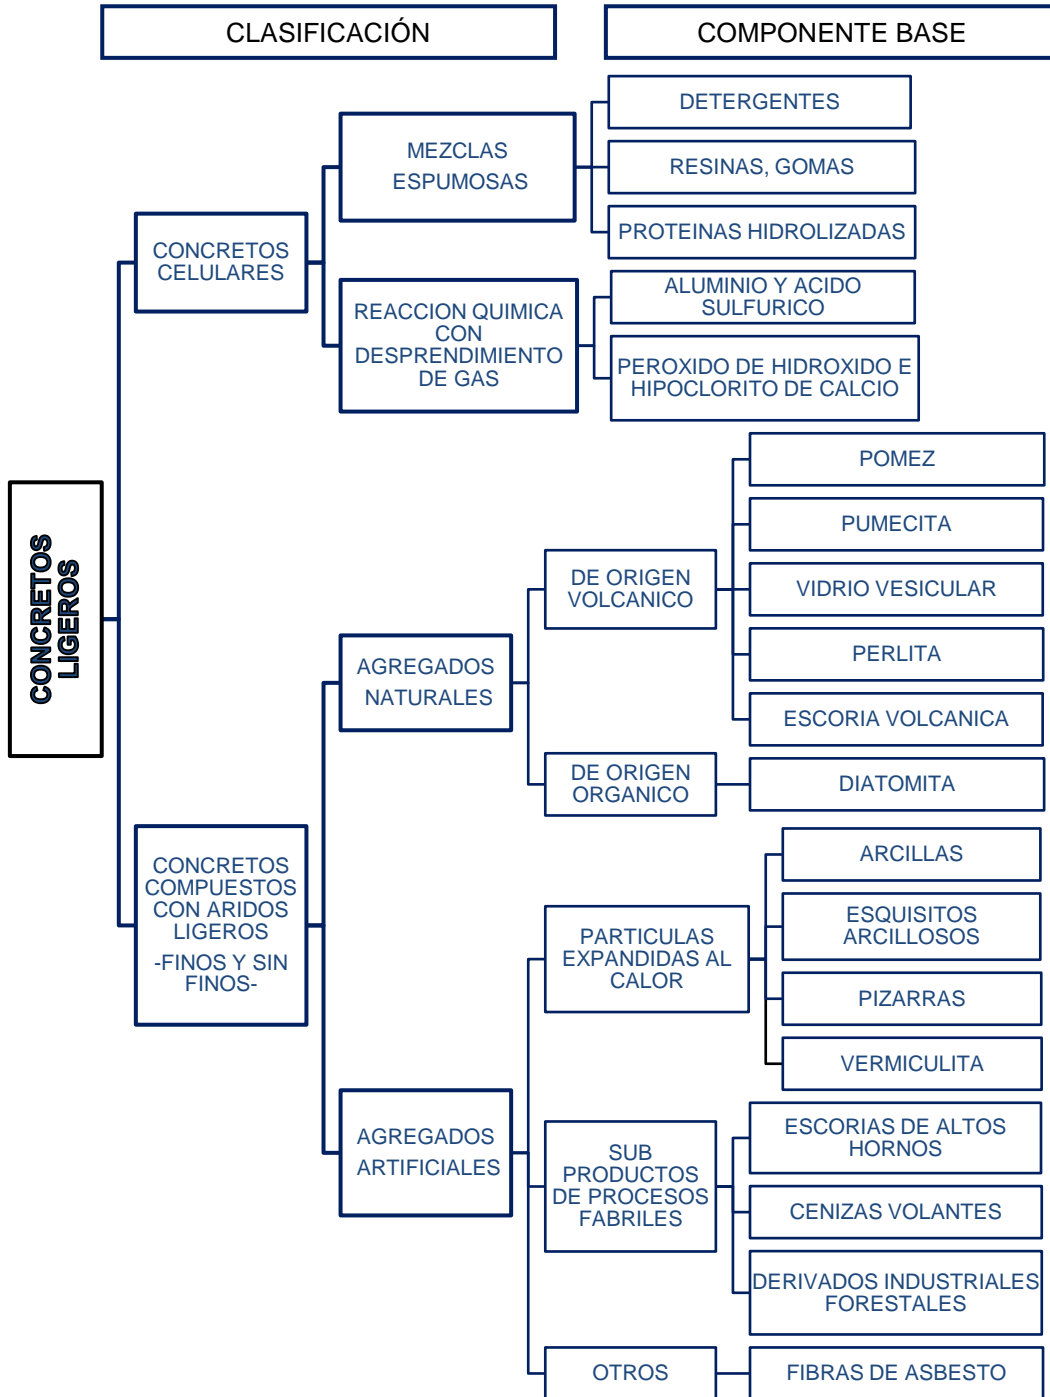 CLASIFICACIÓN
COMPONENTE BASE
CONCRETOS
LIGEROS
CONCRETOS
CELULARES
MEZCLAS
ESPUMOSAS
DETERGENTES
RESINAS, GOMAS
PROTEINAS HIDROLIZADAS
REACCION QUIMICA
CON
DESPRENDIMIENTO
DE GAS
ALUMINIO Y ACIDO
SULFURICO
PEROXIDO DE HIDROXIDO E
HIPOCLORITO DE CALCIO
CONCRETOS
COMPUESTOS
CON ARIDOS
LIGEROS
-FINOS Y SIN
FINOS-
AGREGADOS
NATURALES
DE ORIGEN
VOLCANICO
POMEZ
PUMECITA
VIDRIO VESICULAR
PERLITA
ESCORIA VOLCANICA
DE ORIGEN
ORGANICO
DIATOMITA
AGREGADOS
ARTIFICIALES
PARTICULAS
EXPANDIDAS AL
CALOR
ARCILLAS
ESQUISITOS
ARCILLOSOS
PIZARRAS
VERMICULITA
SUB
PRODUCTOS
DE PROCESOS
FABRILES
ESCORIAS DE ALTOS
HORNOS
CENIZAS VOLANTES
DERIVADOS INDUSTRIALES
FORESTALES
OTROS
FIBRAS DE ASBESTO